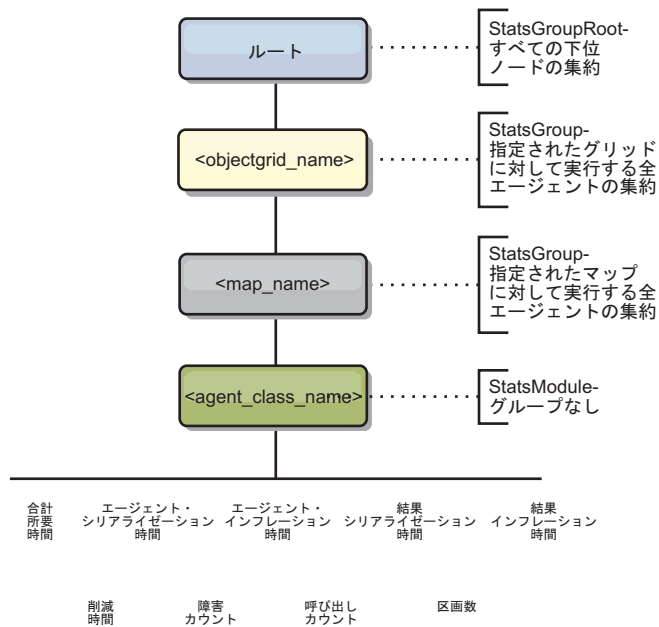 ルート
StatsGroupRoot-
すべての下位
ノードの集約
<objectgrid_name>
StatsGroup-
指定されたグリッド
に対して実行する全
エージェントの集約
<map_name>
StatsGroup-
指定されたマップ
に対して実行する全
エージェントの集約
<agent_class_name>
StatsModule-
グループなし
合計
所要
時間
エージェント・
シリアライゼーション
時間
エージェント・
インフレーション
時間
結果
シリアライゼーション
時間
結果
インフレーション
時間
削減
時間
障害
カウント
呼び出し
カウント
区画数